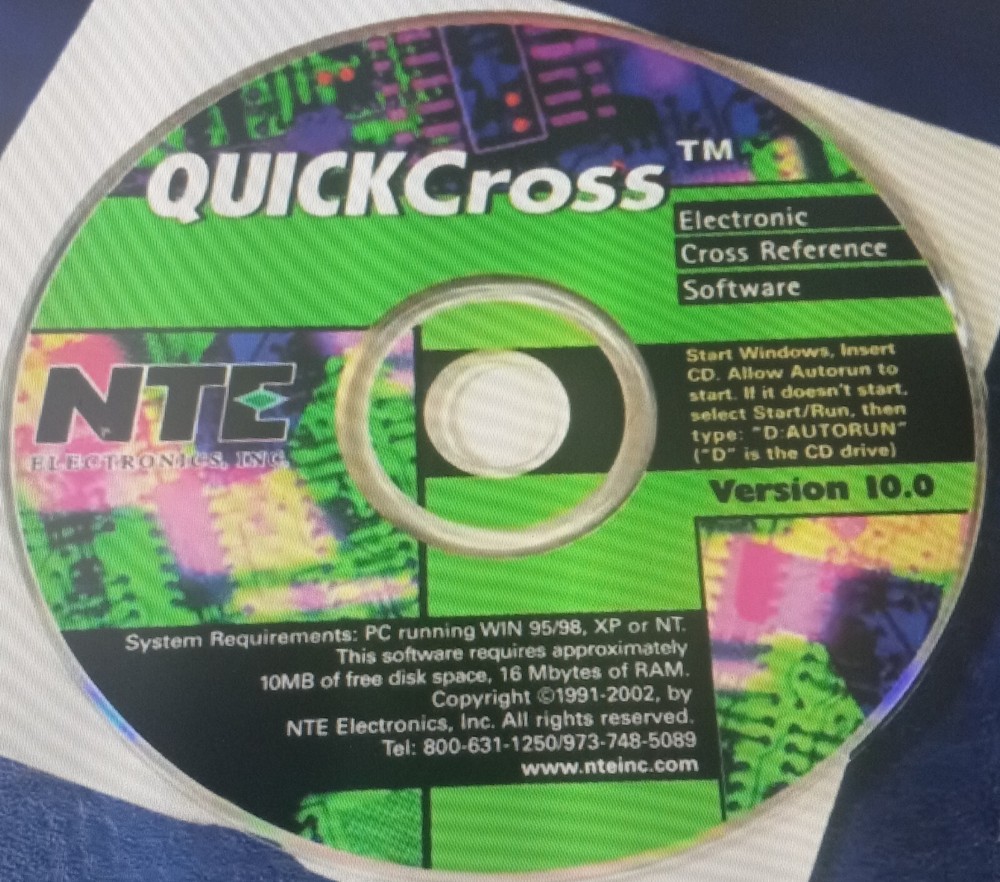 QUICKCross™
Electronic
Cross Reference
Software
NTE
ELECTRONICS, INC.
Start Windows, Insert
CD. Allow Autorun to
start. If it doesn't start,
select Start/Run, then
type: "D:AUTORUN"
("D" is the CD drive)
Version 10.0
System Requirements: PC running WIN 95/98, XP or NT.
This software requires approximately
10MB of free disk space, 16 Mbytes of RAM.
Copyright ©1991-2002, by
NTE Electronics, Inc. All rights reserved.
Tel: 800-631-1250/973-748-5089
www.nteinc.com